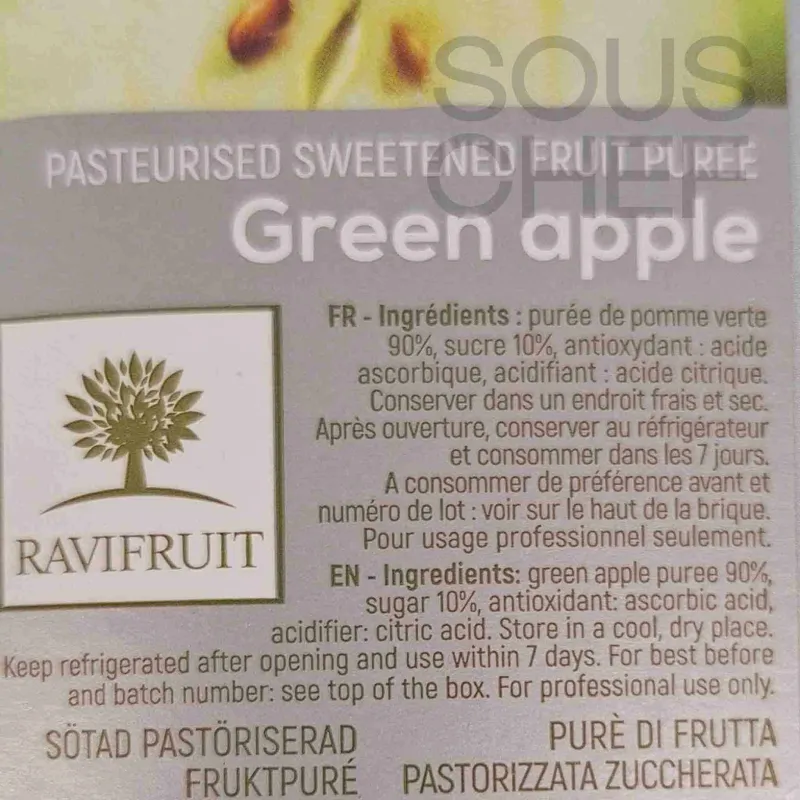 SOUS
CHEF
PASTEURISED SWEETENED FRUIT PUREE
Green apple
FR - Ingrédients : purée de pomme verte
90%, sucre 10%, antioxydant : acide
ascorbique, acidifiant : acide citrique.
Conserver dans un endroit frais et sec.
Après ouverture, conserver au réfrigérateur
et consommer dans les 7 jours.
A consommer de préférence avant et
numéro de lot : voir sur le haut de la brique.
Pour usage professionnel seulement.
RAVIFRUIT
EN - Ingredients: green apple puree 90%,
sugar 10%, antioxidant: ascorbic acid,
acidifier: citric acid. Store in a cool, dry place.
Keep refrigerated after opening and use within 7 days. For best before
and batch number: see top of the box. For professional use only.
SÖTAD PASTÖRISERAD
FRUKTPURÉ
PURÈ DI FRUTTA
PASTORIZZATA ZUCCHERATA